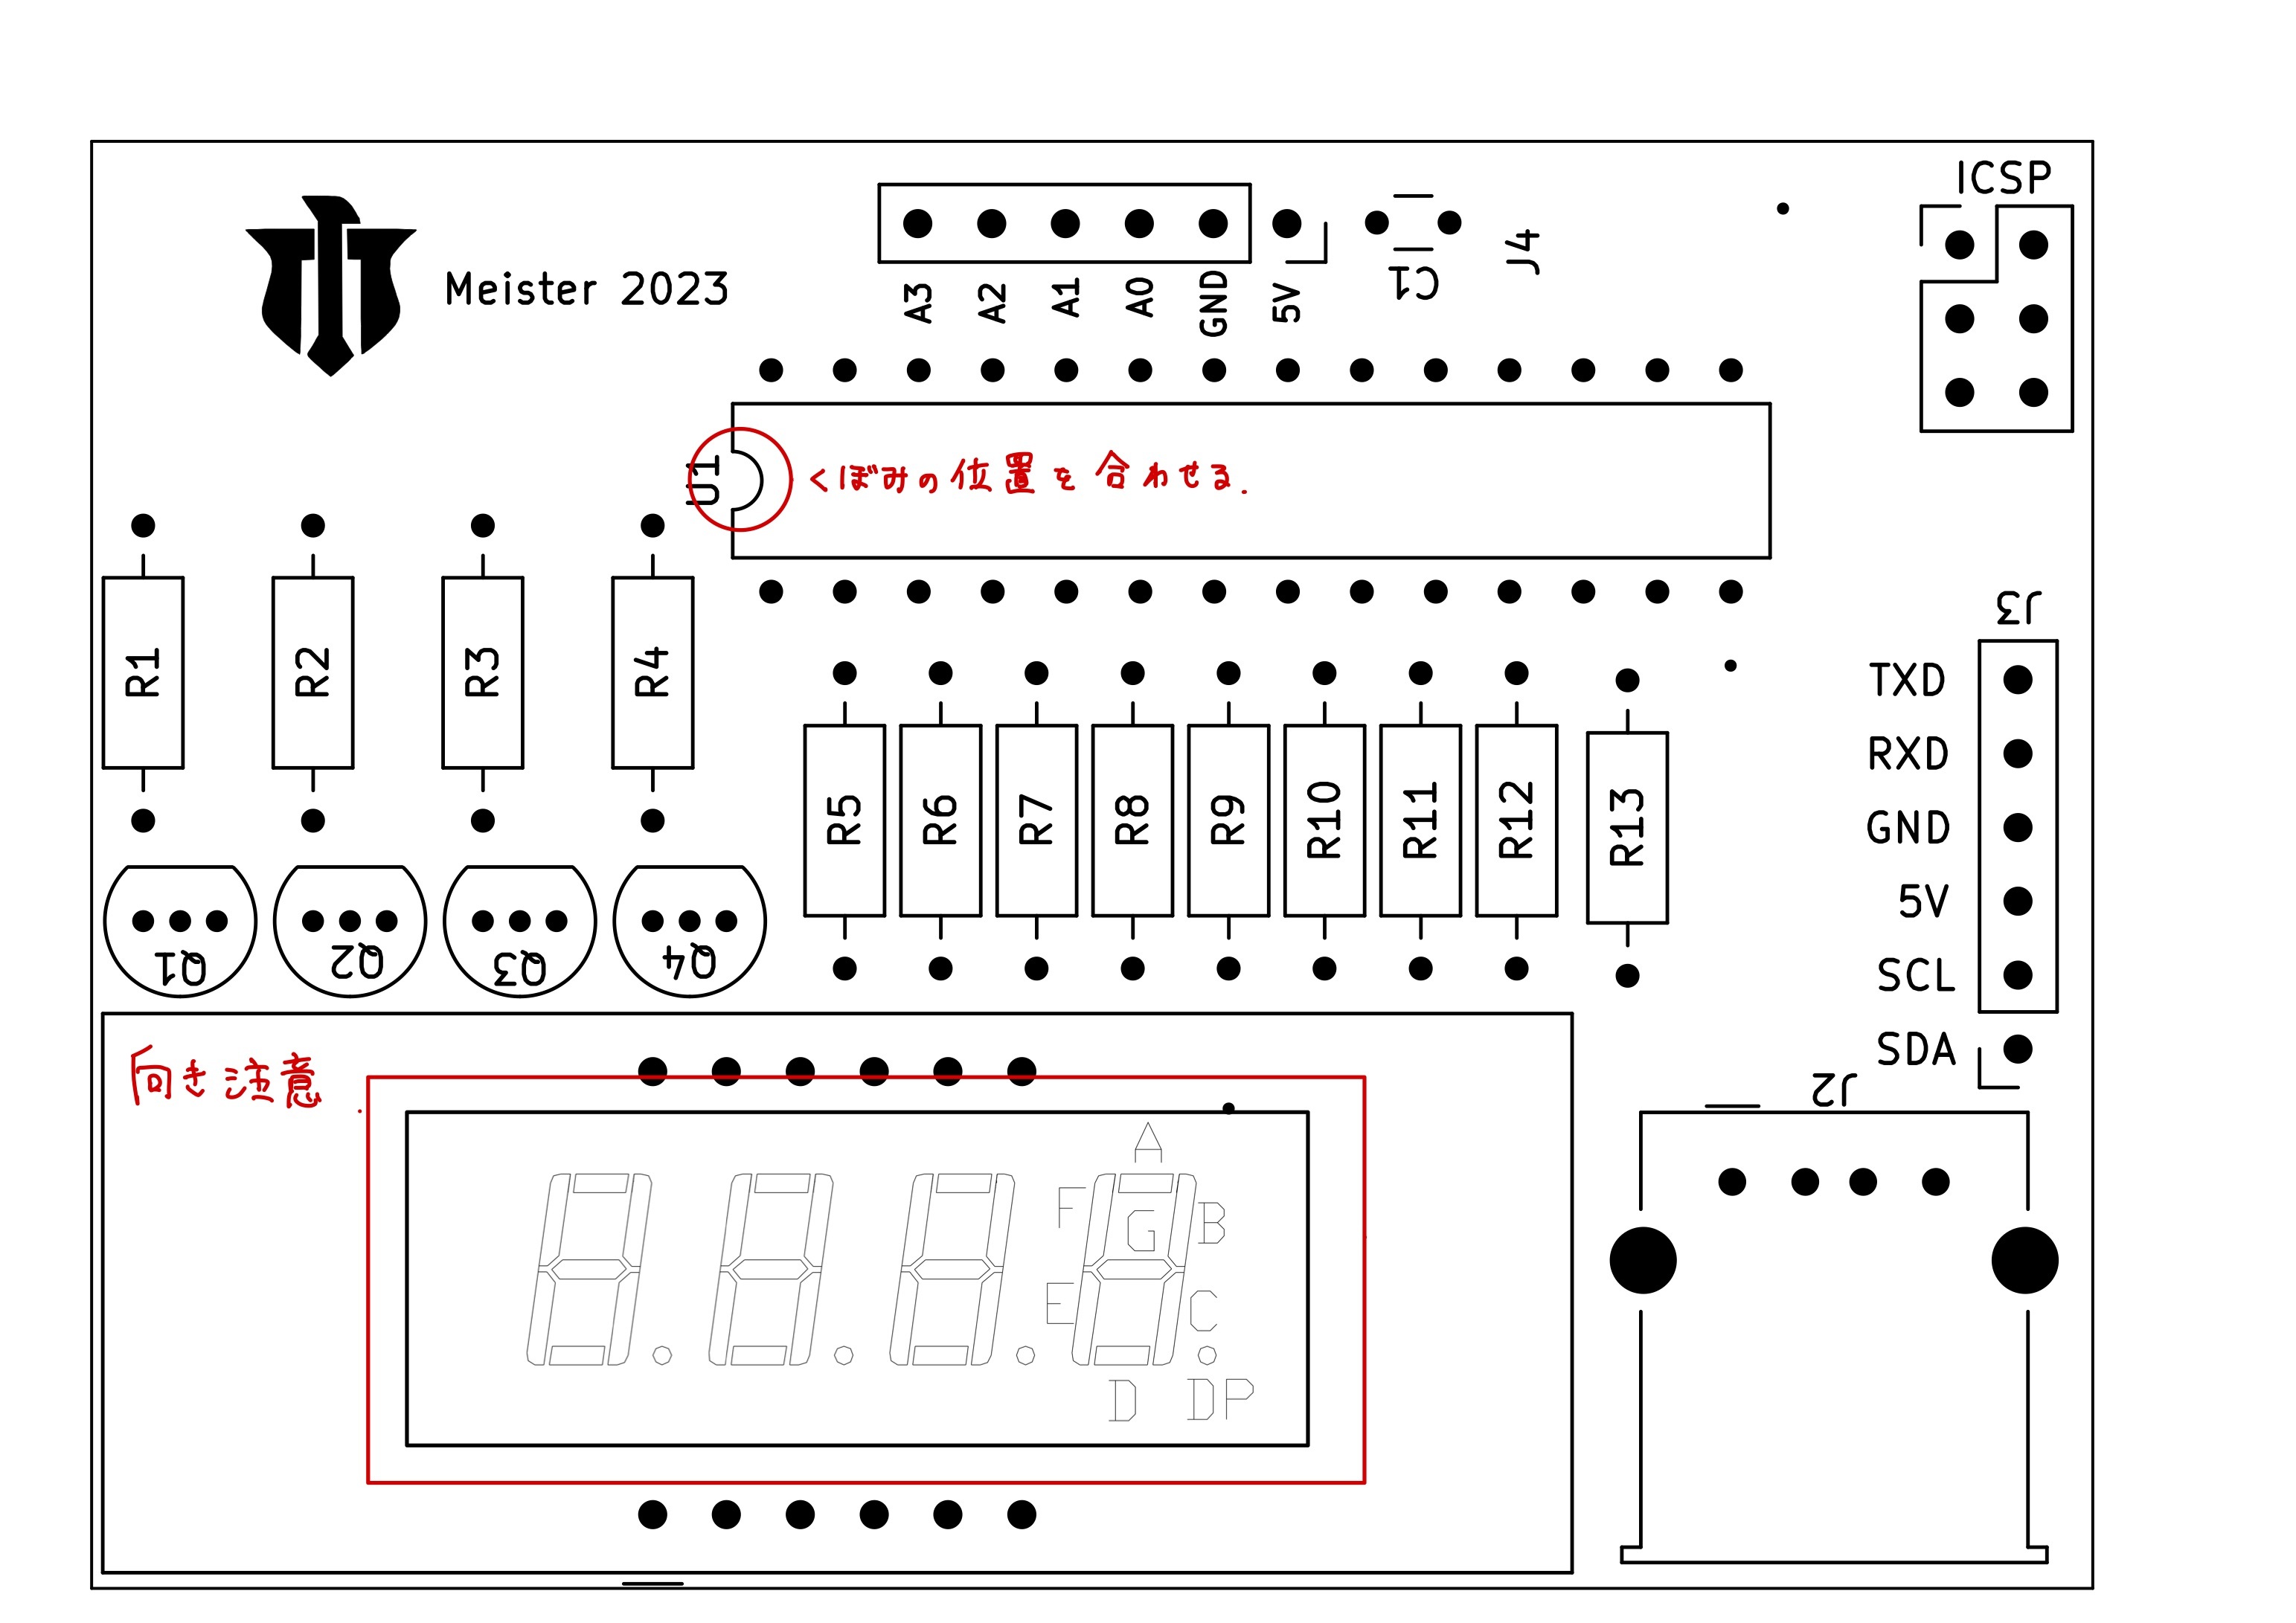 ICSP
Meister 2023
A3
A2
A1
A0
GND
5V
C1
J4
U1
くぼみの位置を合わせる.
R1
R2
R3
R4
J3
TXD
RXD
GND
5V
SCL
SDA
R5
R6
R7
R8
R9
R10
R11
R12
R13
Q1
Q2
Q3
Q4
向き注意.
J2
A
F
G
B
E
C
D
DP